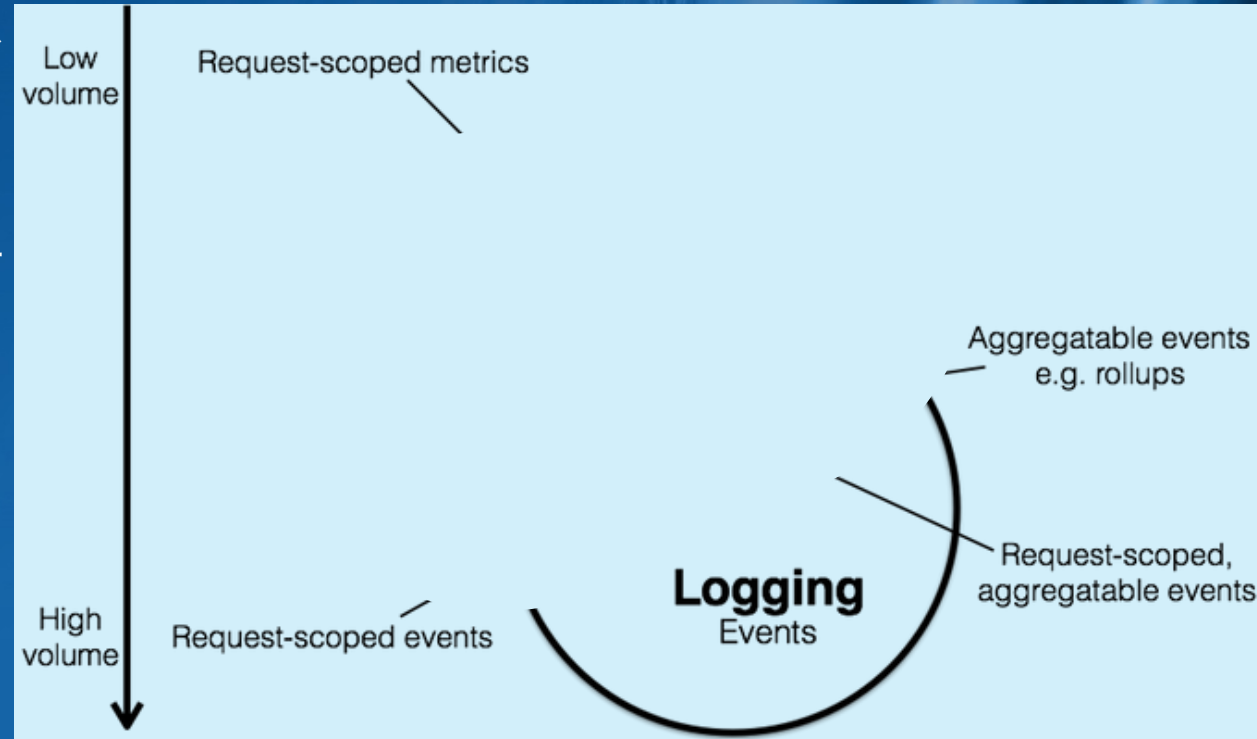 Low
volume
Request-scoped metrics
Aggregatable events
e.g. rollups
Request-scoped,
aggregatable events
Logging
Events
High
volume
Request-scoped events